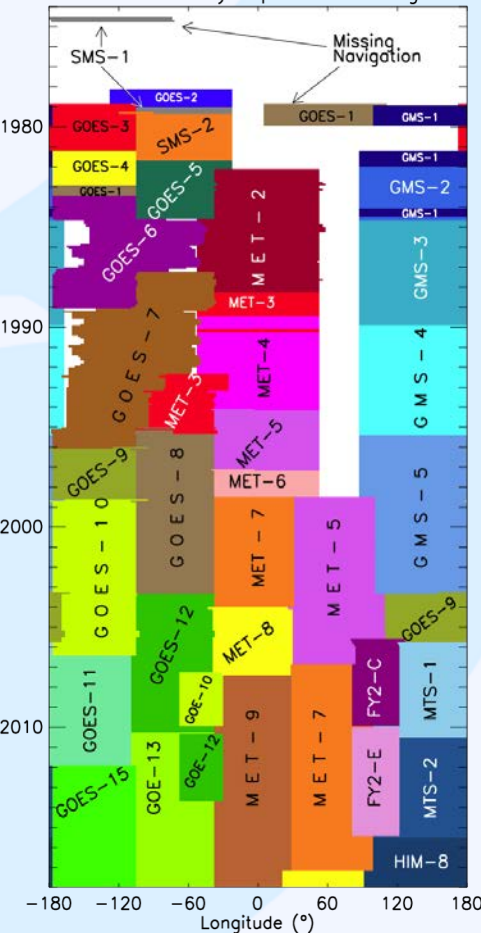 SMS-1
Missing
Navigation
GOES-2
GOES-1
GMS-1
1980
GOES-3
SMS-2
GOES-4
GMS-1
GOES-5
GMS-2
GOES-1
MET-2
GMS-1
GOES-6
GMS-3
MET-3
1990
GOES-7
MET-4
GMS-4
MET-3
MET-5
GOES-9
GOES-8
MET-6
GMS-5
2000
GOES-10
MET-7
MET-5
GOES-9
GOES-12
MET-8
GOES-11
GOE-10
FY2-C
MTS-1
2010
GOE-13
GOE-12
MET-9
MET-7
FY2-E
MTS-2
GOES-15
HIM-8
-180 -120 -60 0 60 120 180
Longitude (°)